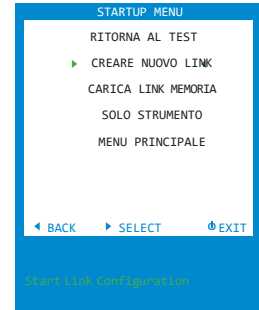 STARTUP MENU
RITORNA AL TEST
CREARE NUOVO LINK
CARICA LINK MEMORIA
SOLO STRUMENTO
MENU PRINCIPALE
BACK SELECT EXIT
Start Link Configuration